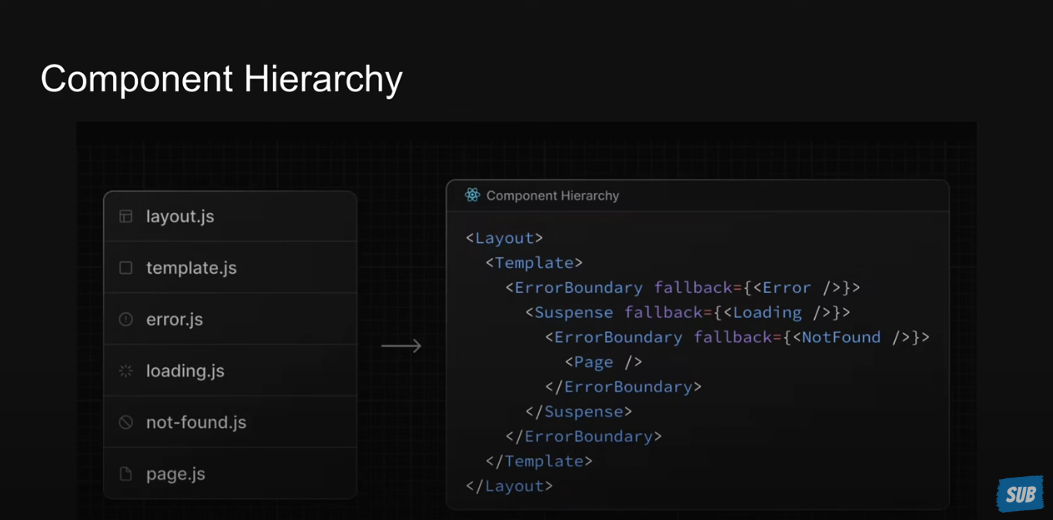 Component Hierarchy
layout.js
template.js
error.js
loading.js
not-found.js
page.js
Component Hierarchy
<Layout>
<Template>
<ErrorBoundary fallback={<Error />}>
<Suspense fallback={<Loading />}>
<ErrorBoundary fallback={<NotFound />}>
<Page />
</ErrorBoundary>
</Suspense>
</ErrorBoundary>
</Template>
</Layout>
SUB